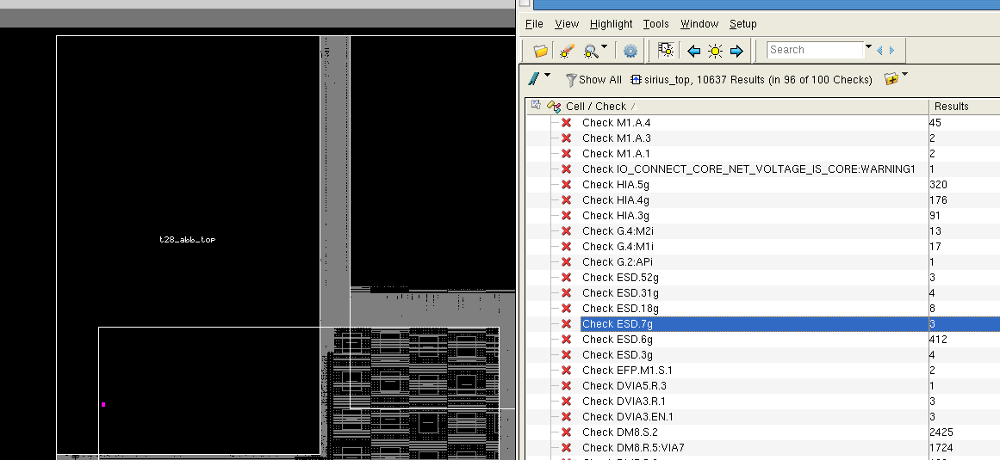 File View Highlight Tools Window Setup
Search
Show All sirius_top, 10637 Results (in 96 of 100 Checks)
Cell / Check Results
Check M1.A.4 45
Check M1.A.3 2
Check M1.A.1 2
Check IO_CONNECT_CORE_NET_VOLTAGE_IS_CORE:WARNING1 1
Check HIA.5g 320
Check HIA.4g 176
Check HIA.3g 91
Check G.4:M2i 13
Check G.4:M1i 17
Check G.2:APi 1
Check ESD.52g 3
Check ESD.31g 4
Check ESD.18g 8
Check ESD.7g 3
Check ESD.6g 412
Check ESD.3g 4
Check EFP.M1.S.1 2
Check DVIA5.R.3 1
Check DVIA3.R.1 3
Check DVIA3.EN.1 3
Check DM8.S.2 2425
Check DM8.R.5:VIA7 1724
t28_abb_top